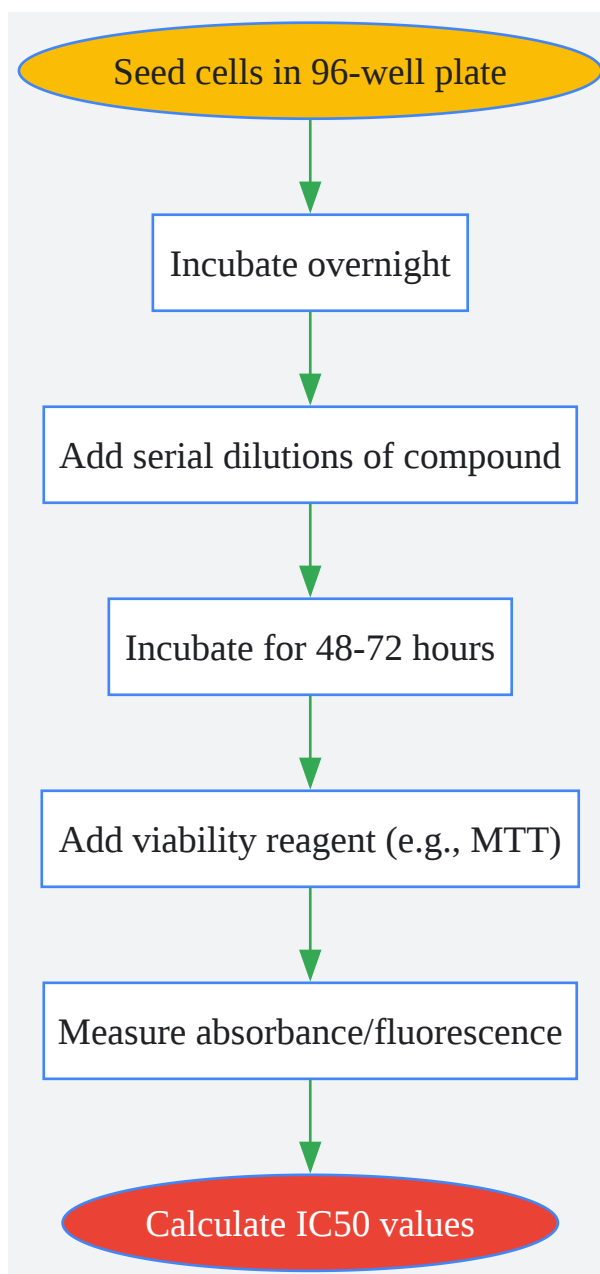 Seed cells in 96-well plate
Incubate overnight
Add serial dilutions of compound
Incubate for 48-72 hours
Add viability reagent (e.g., MTT)
Measure absorbance/fluorescence
Calculate IC50 values